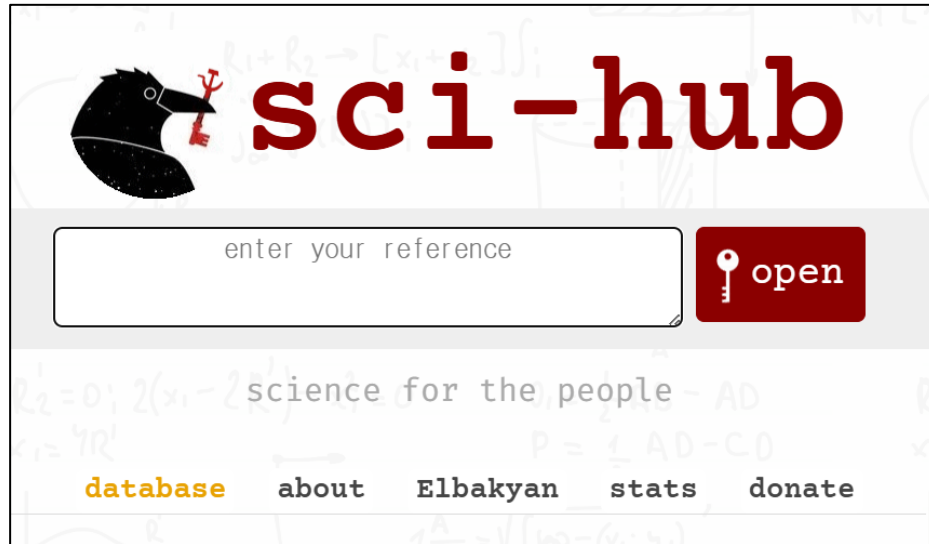 sci-hub
enter your reference
open
science for the people
database about Elbakyan stats donate